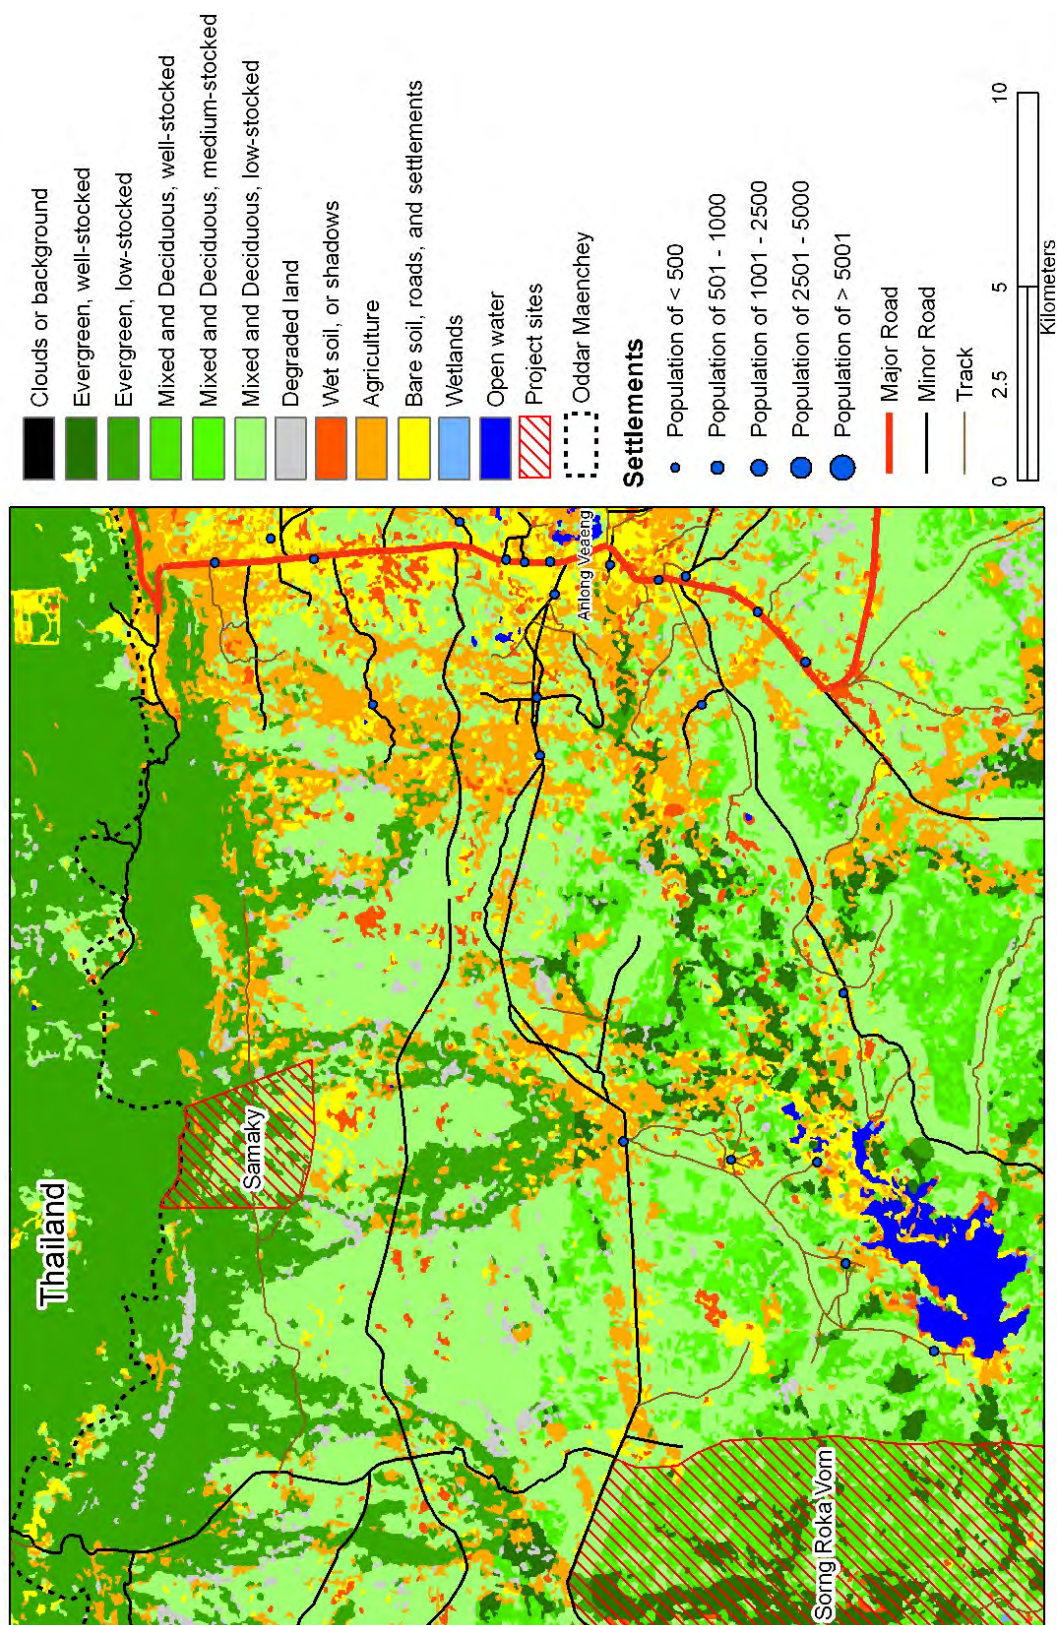 Thailand
Samaky
Anlong Veaeng
Sorng Roka Vorn
Clouds or background
Evergreen, well-stocked
Evergreen, low-stocked
Mixed and Deciduous, well-stocked
Mixed and Deciduous, medium-stocked
Mixed and Deciduous, low-stocked
Degraded land
Wet soil, or shadows
Agriculture
Bare soil, roads, and settlements
Wetlands
Open water
Project sites
Oddar Maenchey
Settlements
Population of < 500
Population of 501 - 1000
Population of 1001 - 2500
Population of 2501 - 5000
Population of > 5001
Major Road
Minor Road
Track
0 2.5 5 10
Kilometers